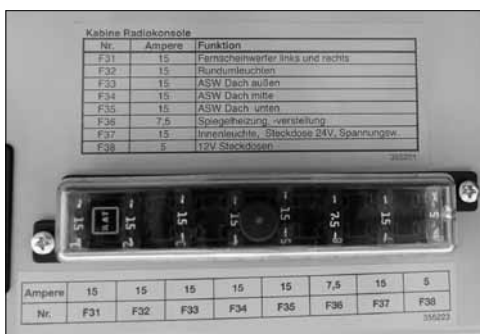 Kabine Radiokonsole
Nr. Ampere Funktion
F31 15 Fernscheinwerfer links und rechts
F32 15 Rundumleuchten
F33 15 ASW Dach außen
F34 15 ASW Dach mitte
F35 15 ASW Dach unten
F36 7,5 Spiegelheizung, -verstellung
F37 15 Innenleuchte, Steckdose 24V, Spannungsw.
F38 5 12V Steckdosen
15 15 15 15 7.5 15 5
Ampere 15 15 15 15 15 7,5 15 5
Nr. F31 F32 F33 F34 F35 F36 F37 F38
355223